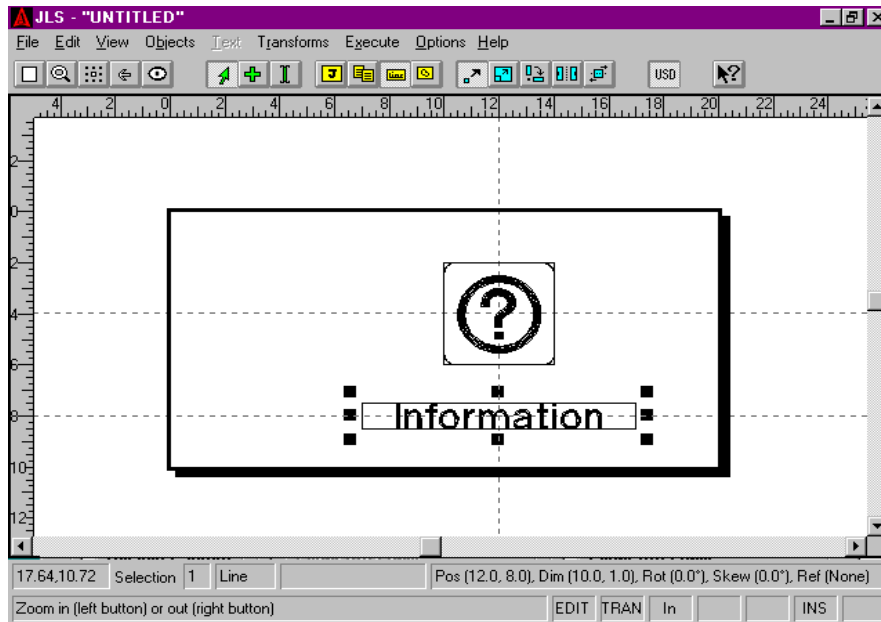 JLS - "UNTITLED"
File Edit View Objects Text Transforms Execute Options Help
J Line USD ?
4 2 0 2 4 6 8 10 12 14 16 18 20 22 24
2
0
2
4
?
6
8
Information
10
12
17.64,10.72 Selection 1 Line Pos (12.0, 8.0), Dim (10.0, 1.0), Rot (0.0°), Skew (0.0°), Ref (None)
Zoom in (left button) or out (right button) EDIT TRAN In INS